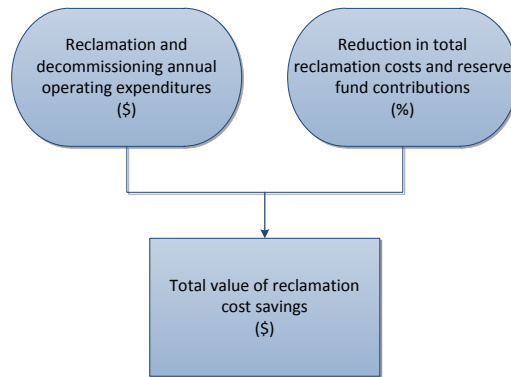 Reclamation and
decommissioning annual
operating expenditures
($)
Reduction in total
reclamation costs and reserve
fund contributions
(%)
Total value of reclamation
cost savings
($)